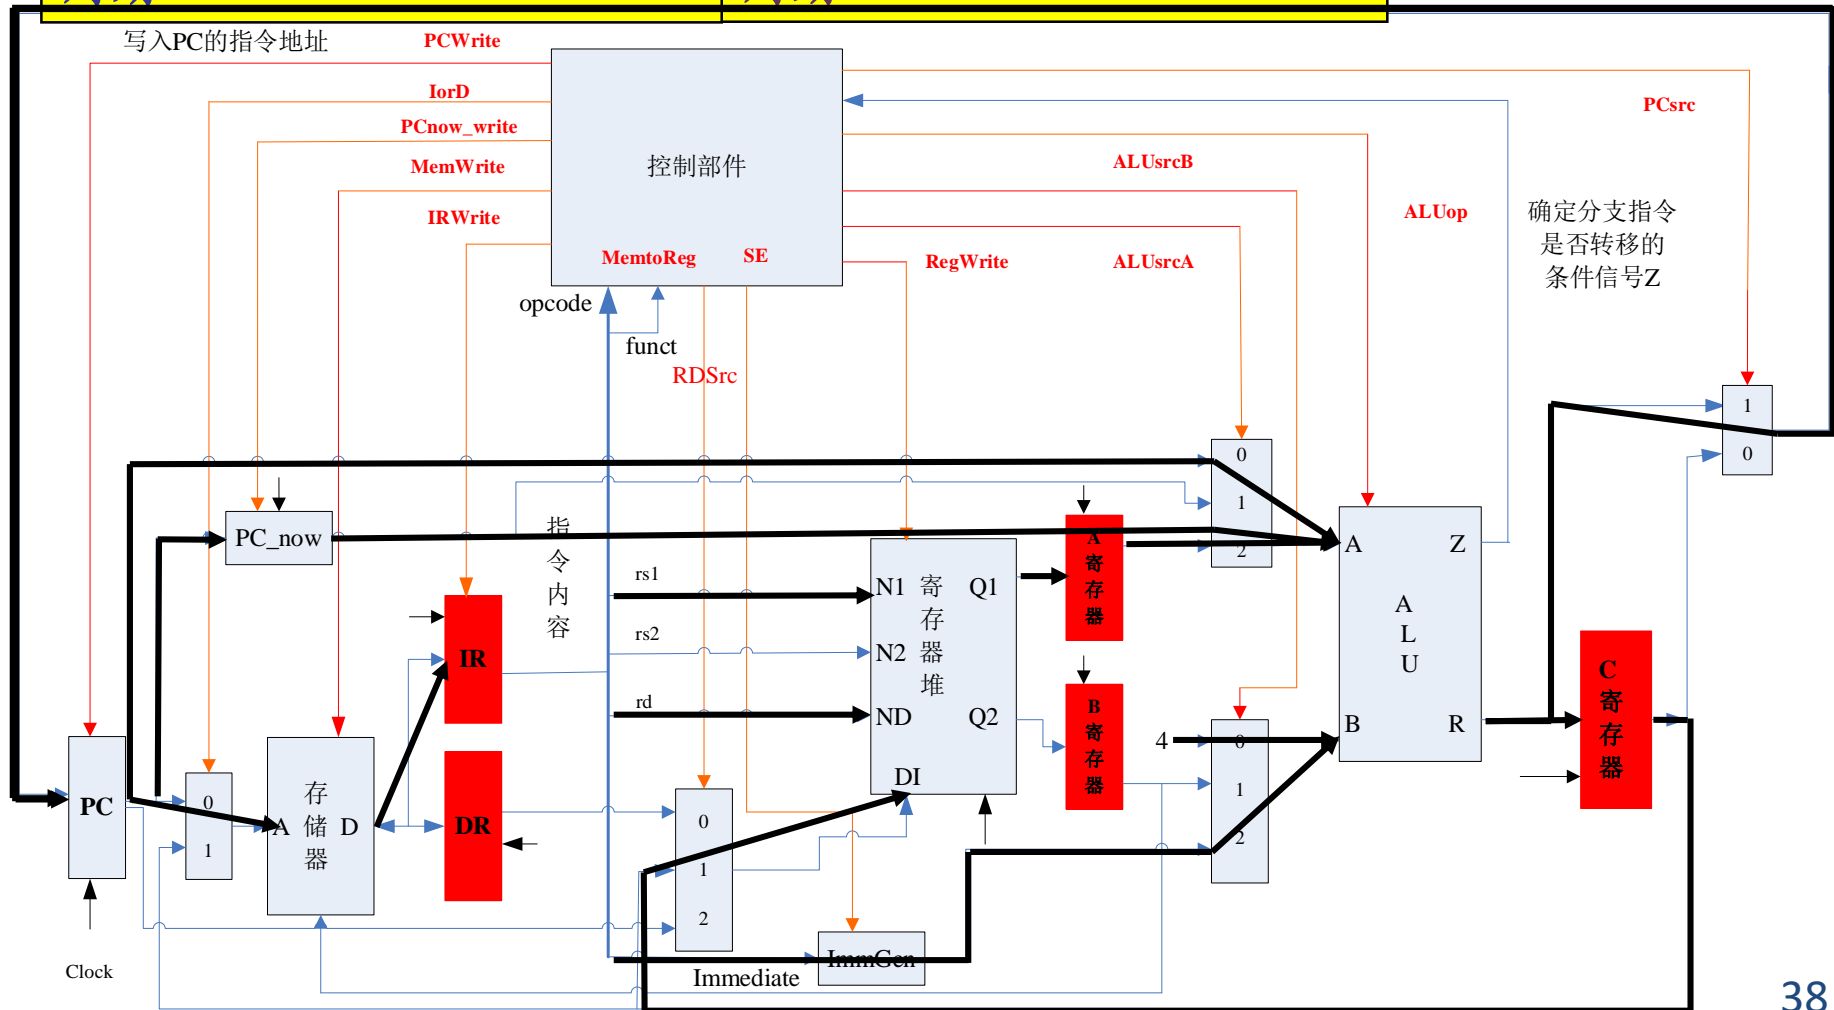 写入PC的指令地址
PCWrite
IorD
PCnow_write
MemWrite
IRWrite
控制部件
MemtoReg
SE
RegWrite
ALUsrcB
ALUsrcA
ALUop
PCsrc
确定分支指令
是否转移的
条件信号Z
opcode
funct
RDSrc
指令内容
PC_now
PC
Clock
0
1
A
存储器
D
IR
DR
rs1
rs2
rd
N1
N2
ND
DI
寄存器堆
Q1
Q2
0
1
2
ImmGen
Immediate
A寄存器
B寄存器
0
1
2
4
0
1
2
A
B
ALU
Z
R
C寄存器
1
0
38